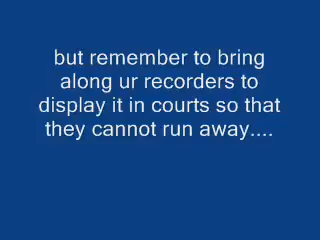 but remember to bring
along ur recorders to
display it in courts so that
they cannot run away....